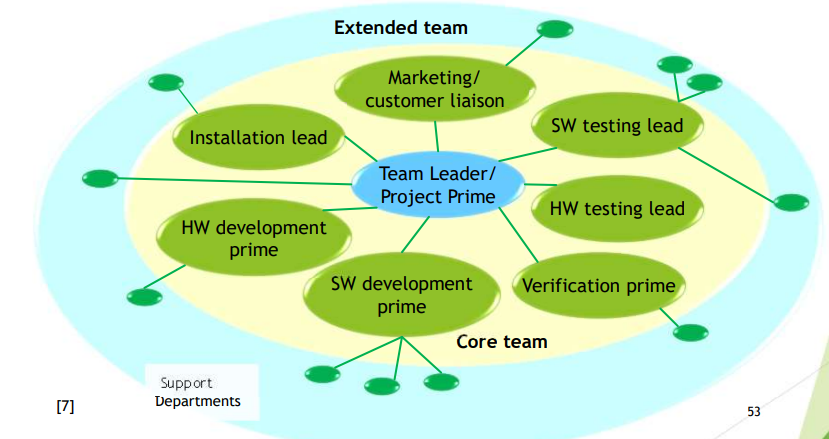 Extended team
Marketing/
customer liaison
SW testing lead
Installation lead
Team Leader/
Project Prime
HW testing lead
HW development
prime
SW development
prime
Verification prime
Core team
Support
Departments
[7]
53